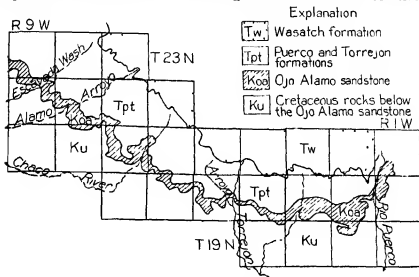 Explanation
R 9 W
Tw Wasatch formation
T 23 N
Tpt Puerco and Torrejon
formations
Koa Ojo Alamo sandstone
Ku Cretaceous rocks below
the Ojo Alamo sandstone
R 1 W
Wash
Arroyo
Tpt
Alamo
Koa
Ku
Tw
Chaco
River
Arroyo
Tpt
Koa
T 19 N
Torrejon
Ku
Rio Puerco